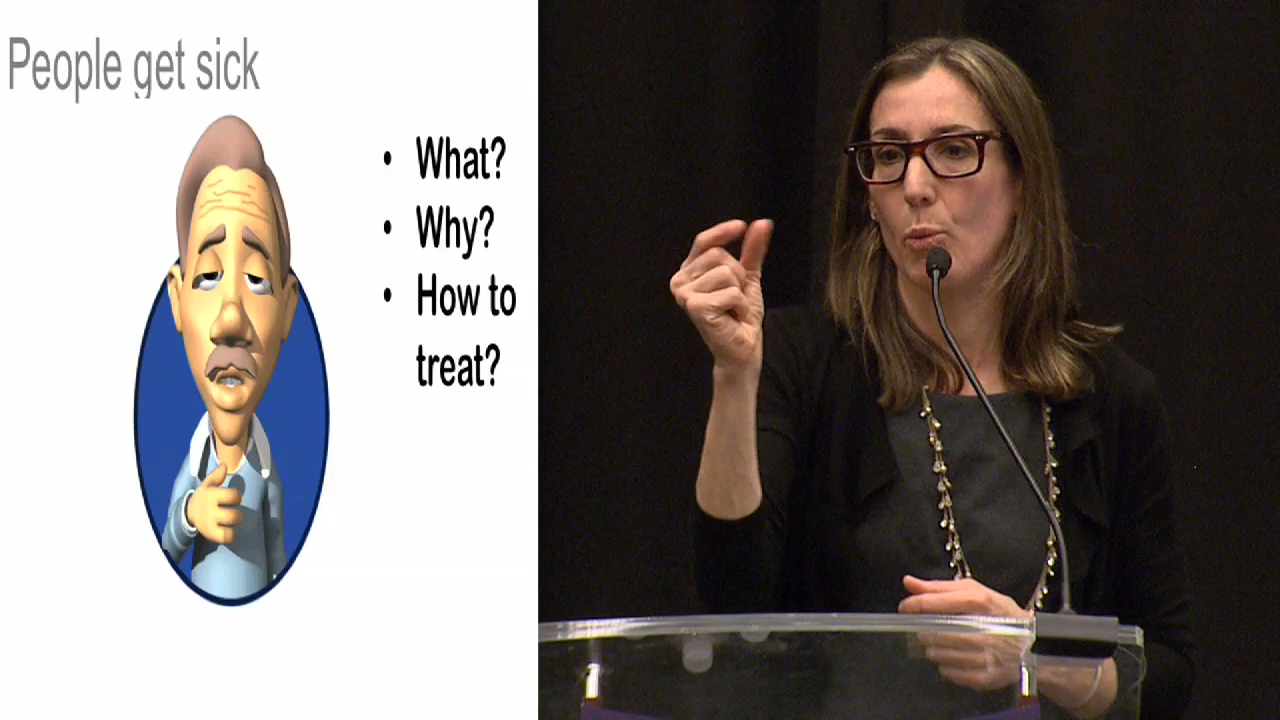 People get sick
• What?
• Why?
• How to
treat?